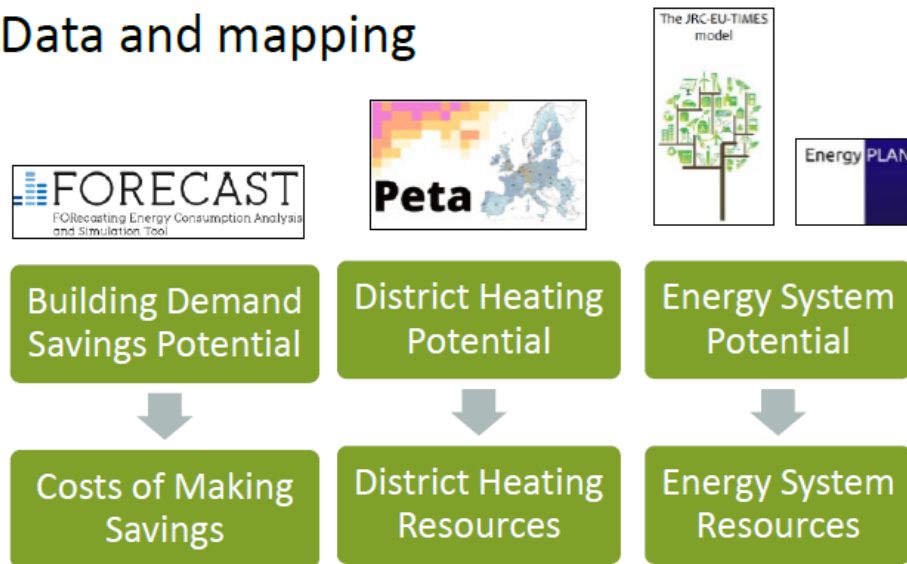 Data and mapping
The JRC-EU-TIMES
model
FORECAST
FORecasting Energy Consumption Analysis
and Simulation Tool
Peta
Energy PLAN
Building Demand
Savings Potential
District Heating
Potential
Energy System
Potential
Costs of Making
Savings
District Heating
Resources
Energy System
Resources